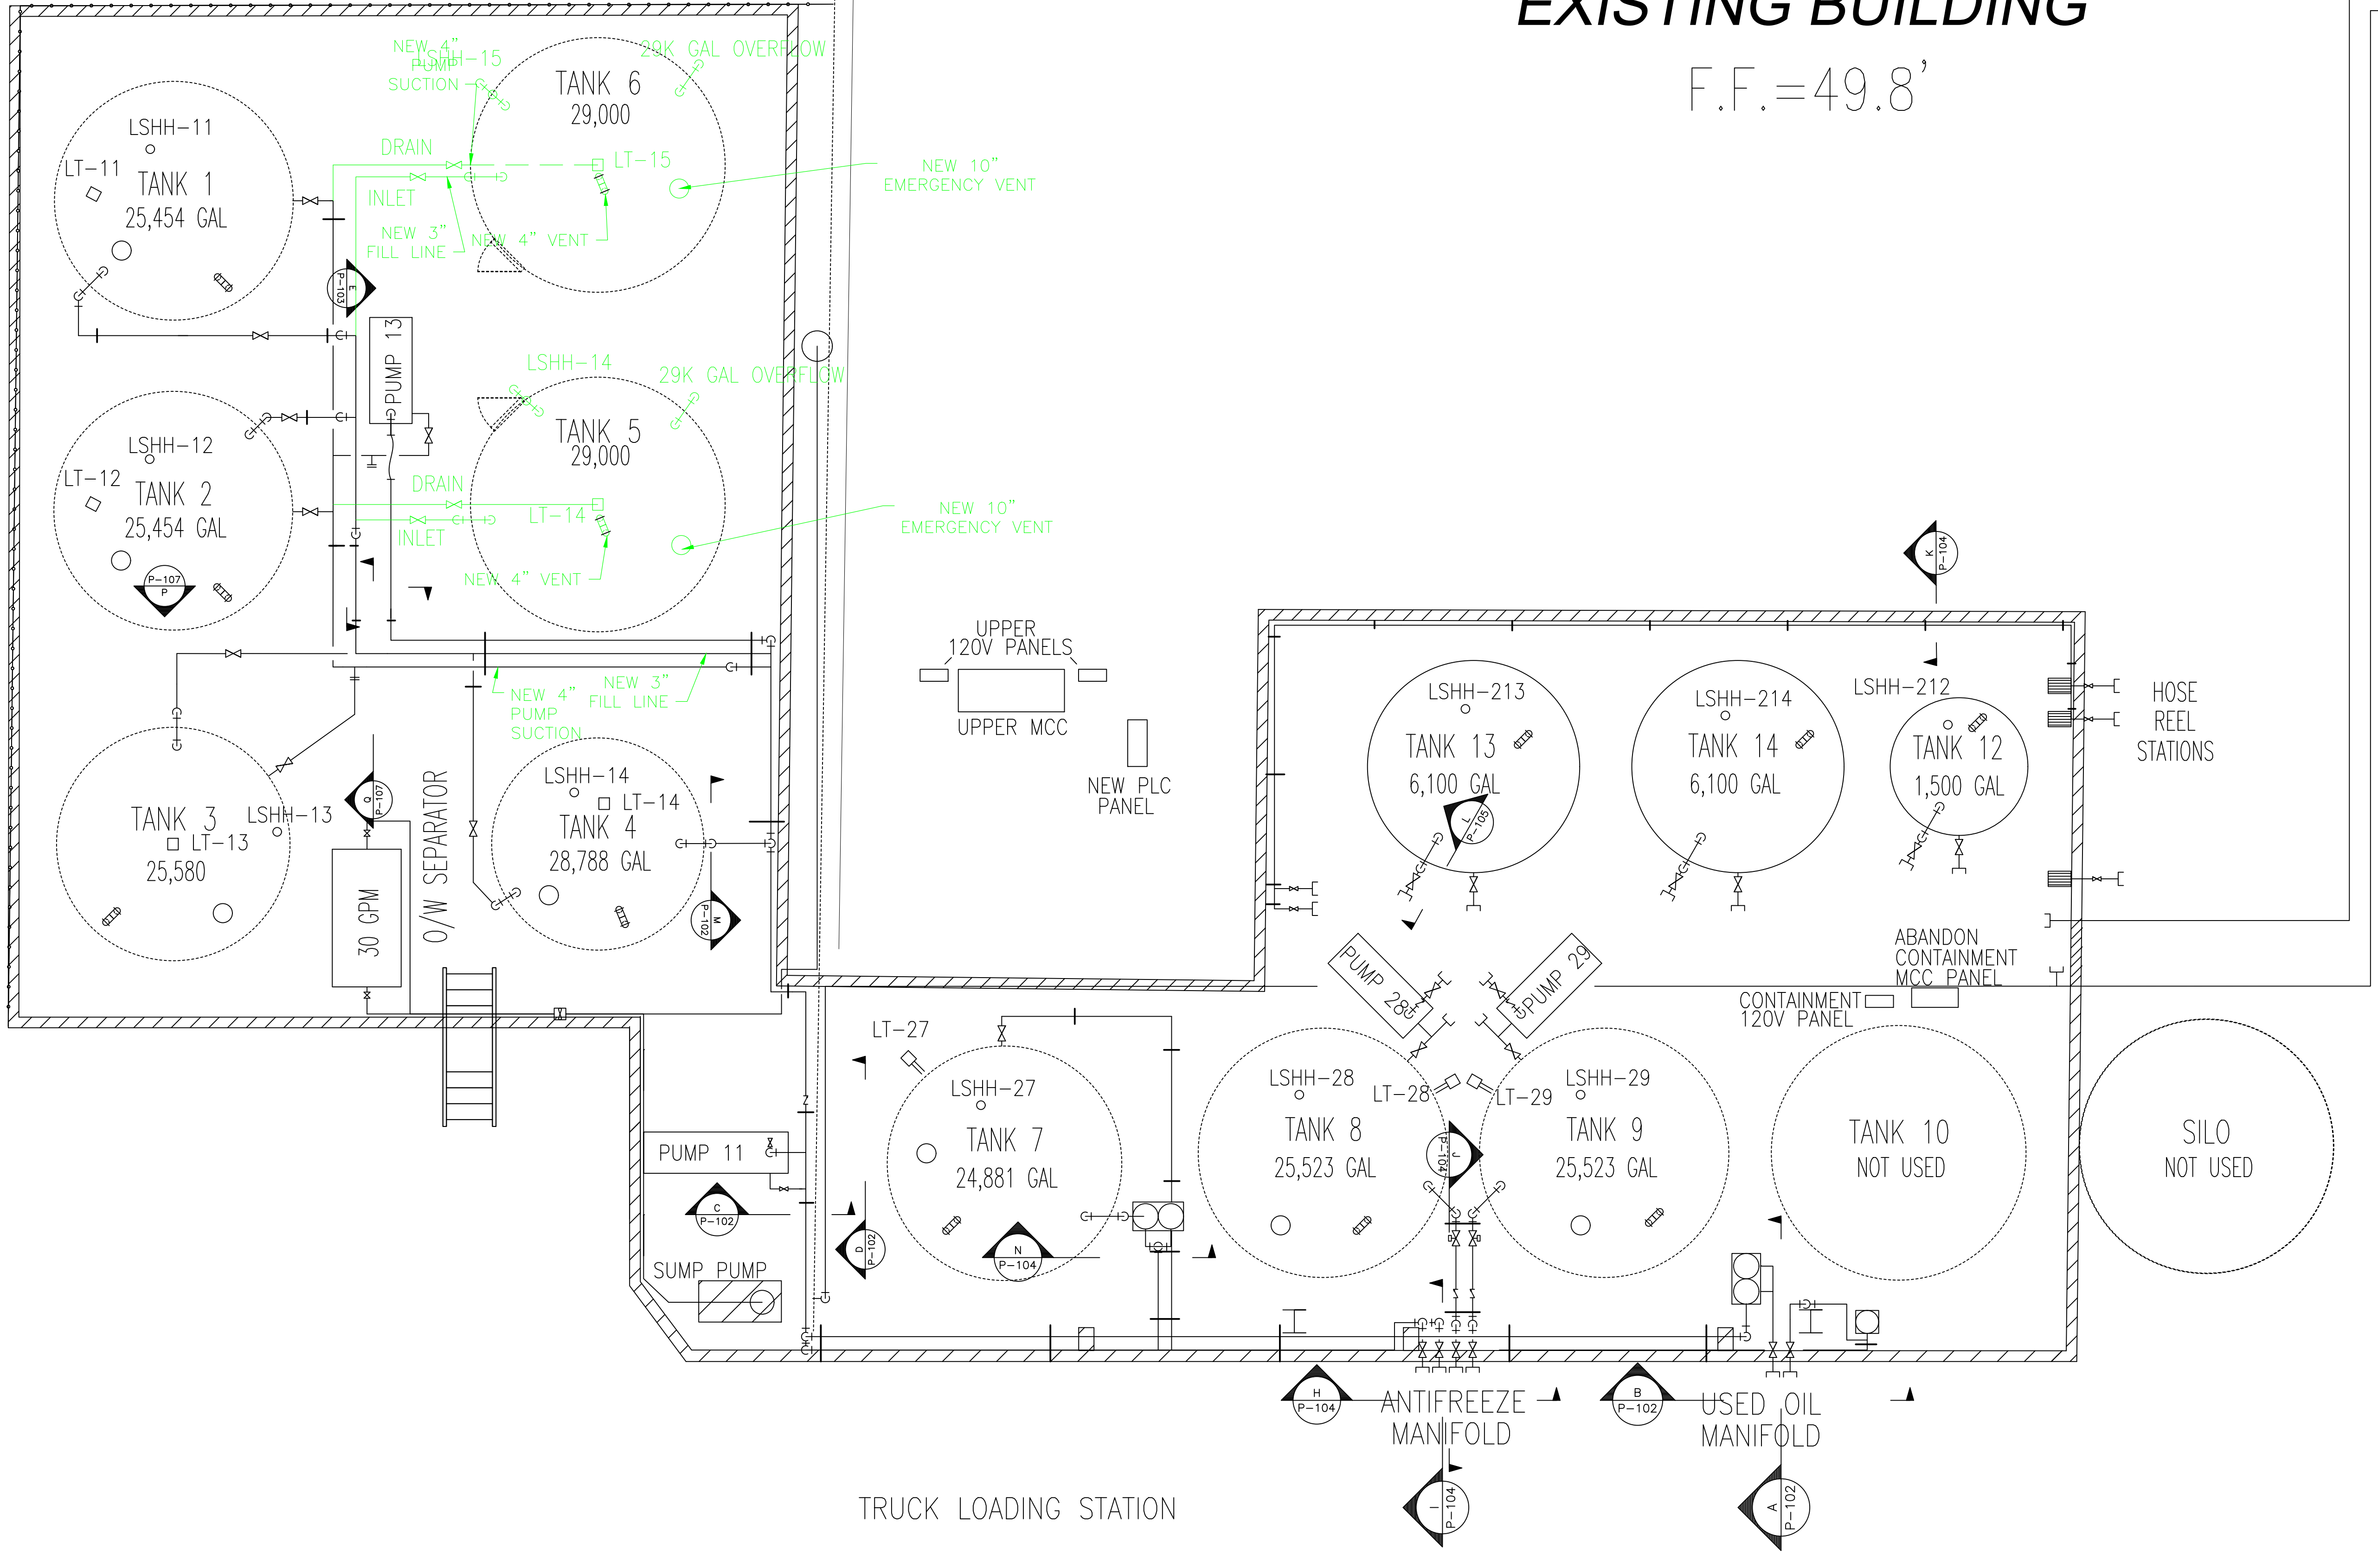 EXISTING BUILDING
F.F.=49.8'
NEW 4"
PUMP
SUCTION
LSHH-15
29K GAL OVERFLOW
TANK 6
29,000
LSHH-11
LT-11
TANK 1
25,454 GAL
DRAIN
LT-15
INLET
NEW 3"
FILL LINE
NEW 4" VENT
NEW 10"
EMERGENCY VENT
E
P-103
PUMP 13
LSHH-14
29K GAL OVERFLOW
TANK 5
29,000
LSHH-12
LT-12
TANK 2
25,454 GAL
DRAIN
LT-14
INLET
NEW 4" VENT
NEW 10"
EMERGENCY VENT
P-107
P
K
P-104
UPPER
120V PANELS
UPPER MCC
NEW PLC
PANEL
NEW 4"
PUMP
SUCTION
NEW 3"
FILL LINE
LSHH-213
TANK 13
6,100 GAL
LSHH-214
TANK 14
6,100 GAL
LSHH-212
TANK 12
1,500 GAL
HOSE
REEL
STATIONS
L
P-105
TANK 3
LT-13
25,580
LSHH-13
Q
P-107
30 GPM
O/W SEPARATOR
LSHH-14
LT-14
TANK 4
28,788 GAL
M
P-102
PUMP 28
PUMP 29
ABANDON
CONTAINMENT
MCC PANEL
CONTAINMENT
120V PANEL
LT-27
LSHH-27
TANK 7
24,881 GAL
LSHH-28
LT-28
TANK 8
25,523 GAL
LSHH-29
LT-29
TANK 9
25,523 GAL
TANK 10
NOT USED
SILO
NOT USED
J
P-104
Z
PUMP 11
C
P-102
D
P-102
N
P-104
SUMP PUMP
H
P-104
ANTIFREEZE
MANIFOLD
B
P-102
USED OIL
MANIFOLD
I
P-104
A
P-102
TRUCK LOADING STATION